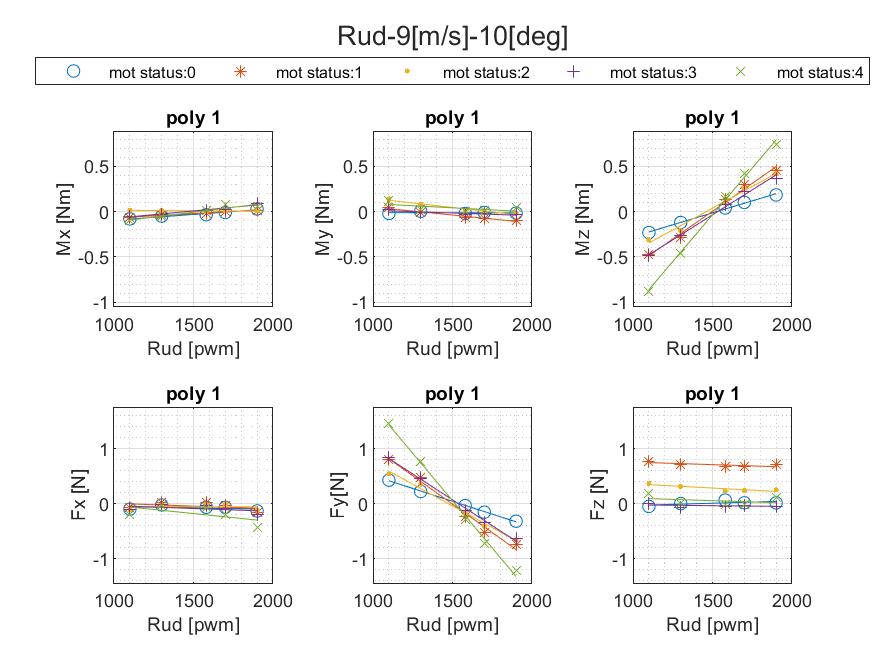 Rud-9[m/s]-10[deg]
mot status:0 mot status:1 mot status:2 mot status:3 mot status:4
poly 1 poly 1 poly 1
Mx [Nm] 0.5 0 -0.5 -1
My [Nm] 0.5 0 -0.5 -1
Mz [Nm] 0.5 0 -0.5 -1
1000 1500 2000 1000 1500 2000 1000 1500 2000
Rud [pwm] Rud [pwm] Rud [pwm]
poly 1 poly 1 poly 1
Fx [N] 1 0 -1
Fy[N] 1 0 -1
Fz [N] 1 0 -1
1000 1500 2000 1000 1500 2000 1000 1500 2000
Rud [pwm] Rud [pwm] Rud [pwm]